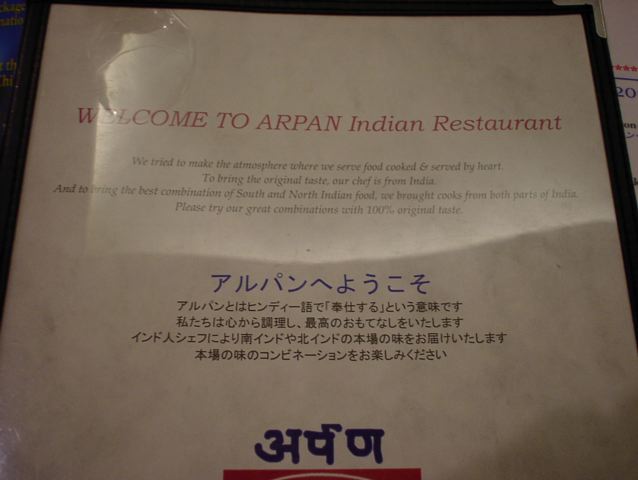 WELCOME TO ARPAN Indian Restaurant
We tried to make the atmosphere where we serve food cooked & served by heart.
To bring the original taste, our chef is from India.
And to bring the best combination of South and North Indian food, we brought cooks from both parts of India.
Please try our great combinations with 100% original taste.
アルパンへようこそ
アルパンとはヒンディー語で「奉仕する」という意味です
私たちは心から調理し、最高のおもてなしをいたします
インド人シェフにより南インドや北インドの本場の味をお届けいたします
本場の味のコンビネーションをお楽しみください
अर्पण